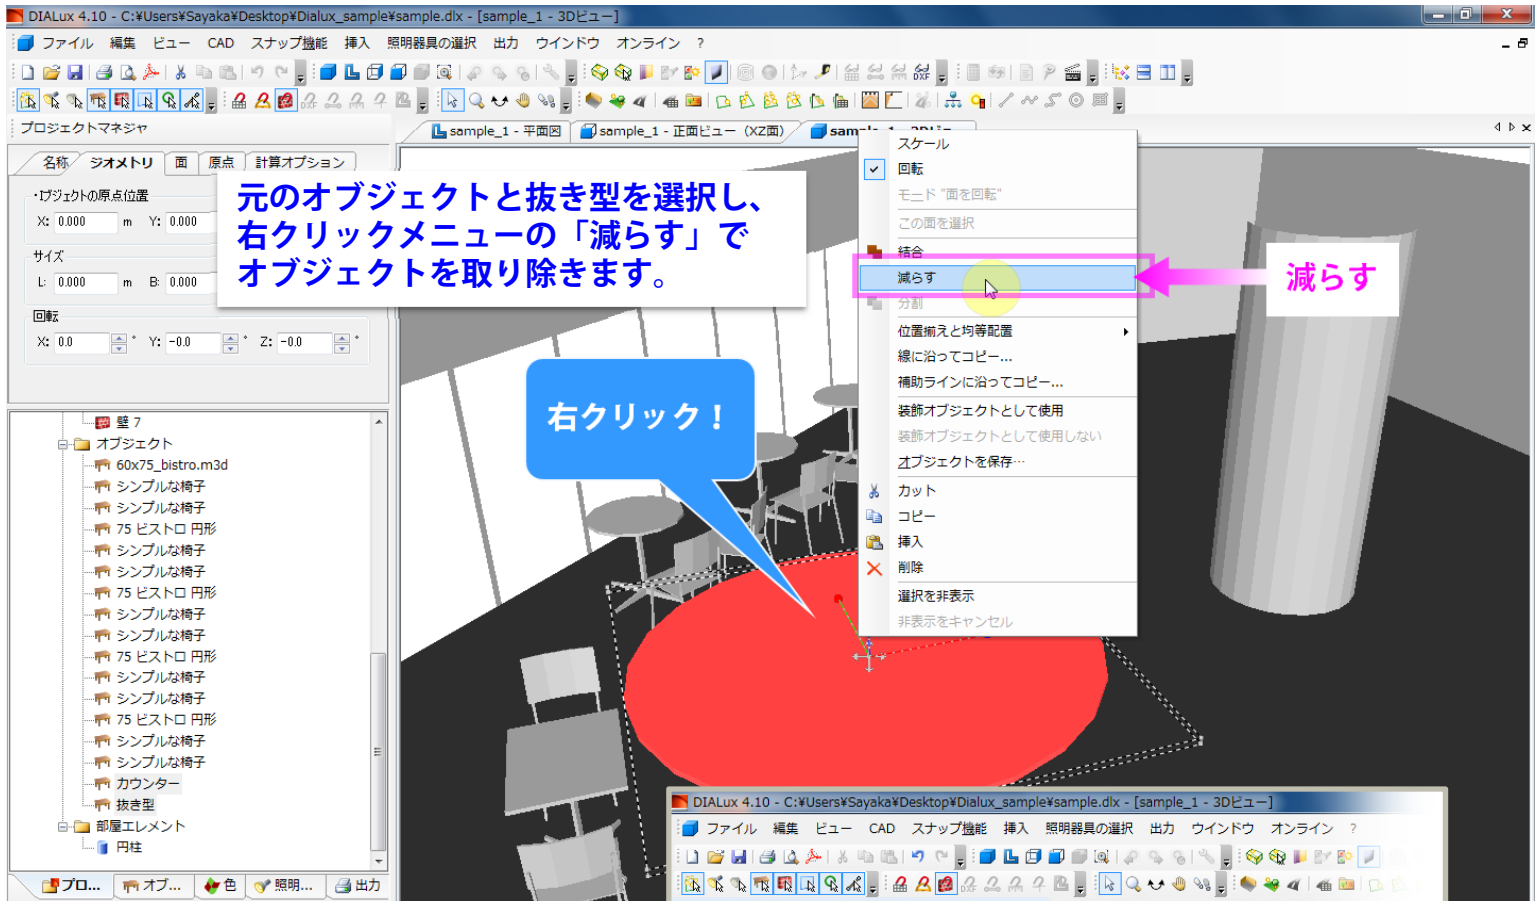 DIALux 4.10 - C:¥Users¥Sayaka¥Desktop¥Dialux_sample¥sample.dlx - [sample_1 - 3Dビュー]
ファイル 編集 ビュー CAD スナップ機能 挿入 照明器具の選択 出力 ウインドウ オンライン ?
プロジェクトマネジャ
sample_1 - 平面図 sample_1 - 正面ビュー (XZ面) sample_1 - 3Dビュー
名称 ジオメトリ 面 原点 計算オプション
オブジェクトの原点位置
X: 0.000 m Y: 0.000
サイズ
L: 0.000 m B: 0.000
回転
X: 0.0 ° Y: -0.0 ° Z: -0.0 °
元のオブジェクトと抜き型を選択し、
右クリックメニューの「減らす」で
オブジェクトを取り除きます。
スケール
回転
モード "面を回転"
この面を選択
結合
減らす
分割
位置揃えと均等配置
線に沿ってコピー...
補助ラインに沿ってコピー...
装飾オブジェクトとして使用
装飾オブジェクトとして使用しない
オブジェクトを保存…
カット
コピー
挿入
削除
選択を非表示
非表示をキャンセル
減らす
右クリック！
壁 7
オブジェクト
60x75_bistro.m3d
シンプルな椅子
シンプルな椅子
75 ビストロ 円形
シンプルな椅子
シンプルな椅子
75 ビストロ 円形
シンプルな椅子
シンプルな椅子
75 ビストロ 円形
シンプルな椅子
シンプルな椅子
75 ビストロ 円形
シンプルな椅子
シンプルな椅子
カウンター
抜き型
部屋エレメント
円柱
プロ... オブ... 色 照明... 出力
DIALux 4.10 - C:¥Users¥Sayaka¥Desktop¥Dialux_sample¥sample.dlx - [sample_1 - 3Dビュー]
ファイル 編集 ビュー CAD スナップ機能 挿入 照明器具の選択 出力 ウインドウ オンライン ?